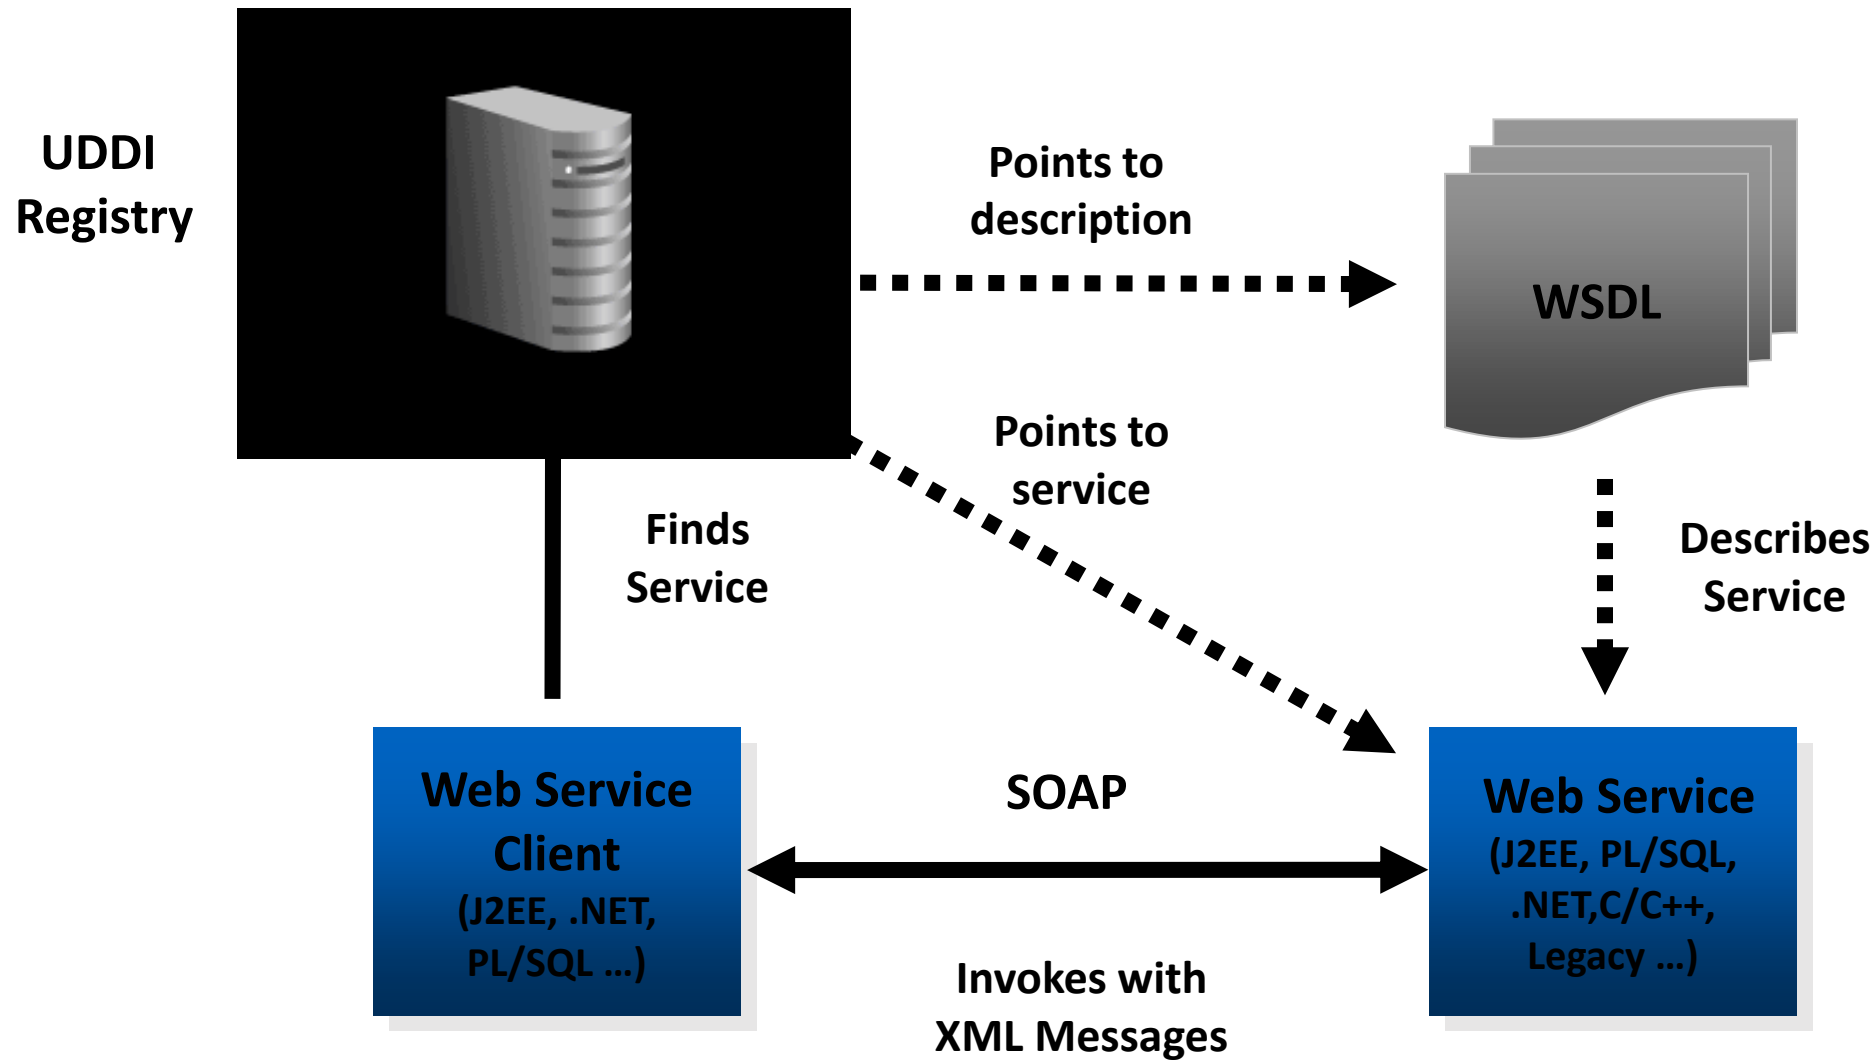 UDDI
Registry
Points to
description
WSDL
Points to
service
Finds
Service
Describes
Service
Web Service
Client
(J2EE, .NET,
PL/SQL …)
SOAP
Invokes with
XML Messages
Web Service
(J2EE, PL/SQL,
.NET,C/C++,
Legacy …)